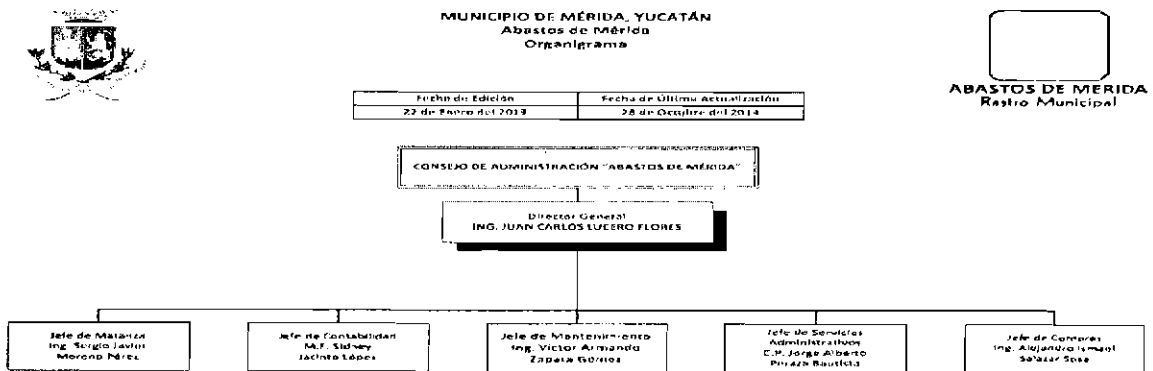 MUNICIPIO DE MÉRIDA, YUCATÁN
Abastos de Mérida
Organigrama
ABASTOS DE MERIDA
Rastro Municipal
Fecha de Edición
Fecha de Última Actualización
22 de Enero del 2013
28 de Octubre del 2014
CONSEJO DE ADMINISTRACIÓN "ABASTOS DE MÉRIDA"
Director General
ING. JUAN CARLOS LUCERO FLORES
Jefe de Matanza
Ing. Sergio Javier
Moreno Pérez
Jefe de Contabilidad
M.F. Sidney
Jacinto López
Jefe de Mantenimiento
Ing. Víctor Armando
Zapata Gómez
Jefe de Servicios
Administrativos
C.P. Jorge Alberto
Peraza Bautista
Jefe de Compras
Ing. Alejandro Ismael
Salazar Sosa